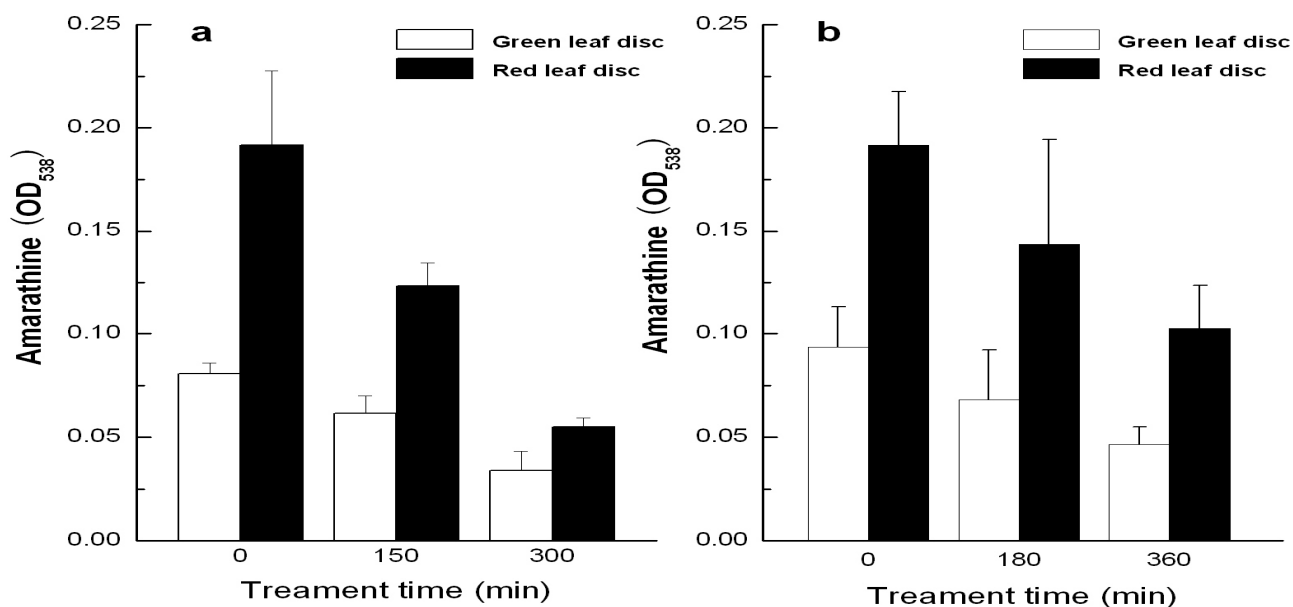 a
Green leaf disc
Red leaf disc
Amarathine (OD538)
0.25
0.20
0.15
0.10
0.05
0.00
0 150 300
Treament time (min)
b
Green leaf disc
Red leaf disc
Amarathine (OD538)
0.25
0.20
0.15
0.10
0.05
0.00
0 180 360
Treament time (min)